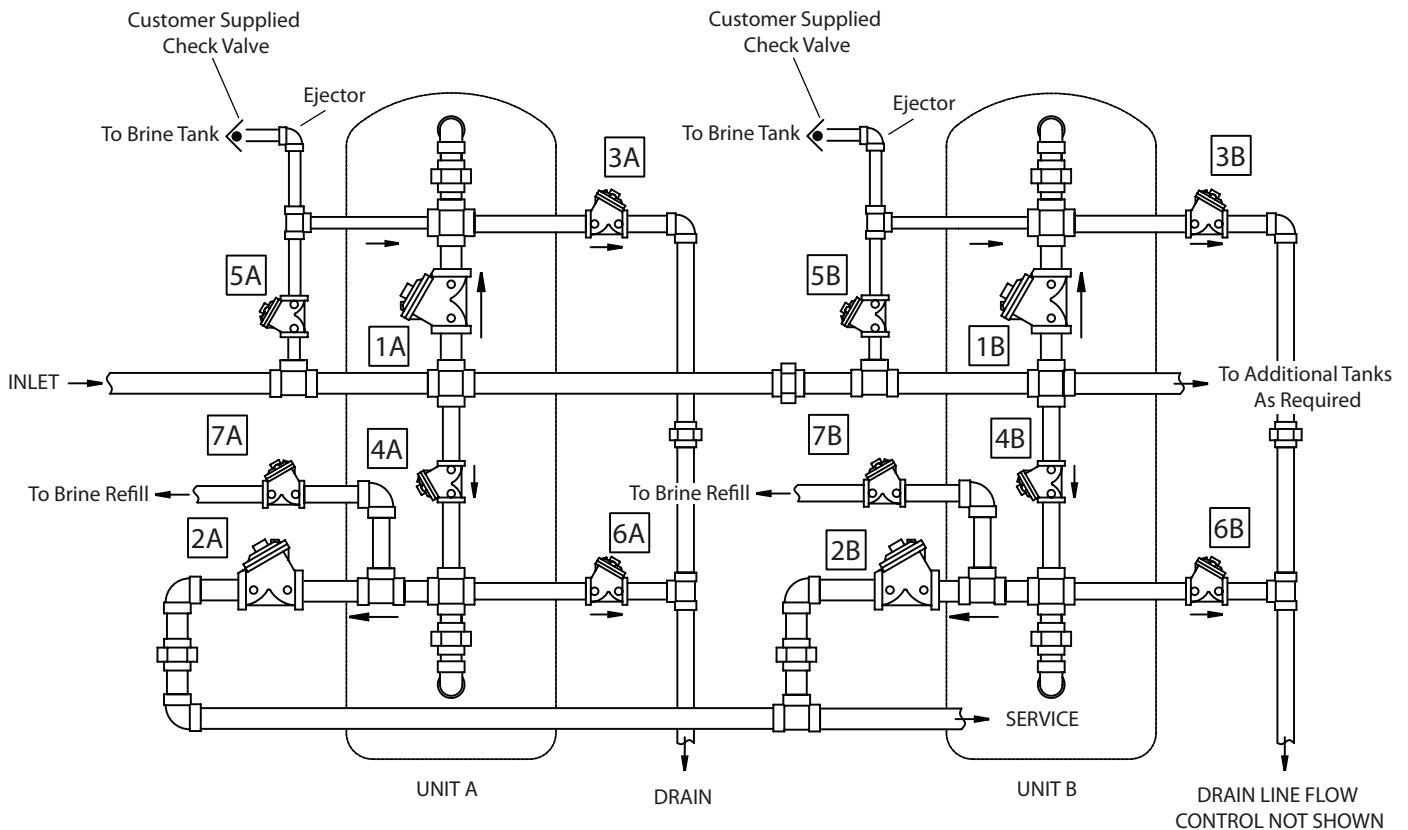 Customer Supplied
Check Valve
Customer Supplied
Check Valve
Ejector
Ejector
To Brine Tank
To Brine Tank
3A
3B
5A
5B
1A
1B
INLET
To Additional Tanks
As Required
7A
4A
7B
4B
To Brine Refill
To Brine Refill
2A
6A
2B
6B
SERVICE
UNIT A
DRAIN
UNIT B
DRAIN LINE FLOW
CONTROL NOT SHOWN